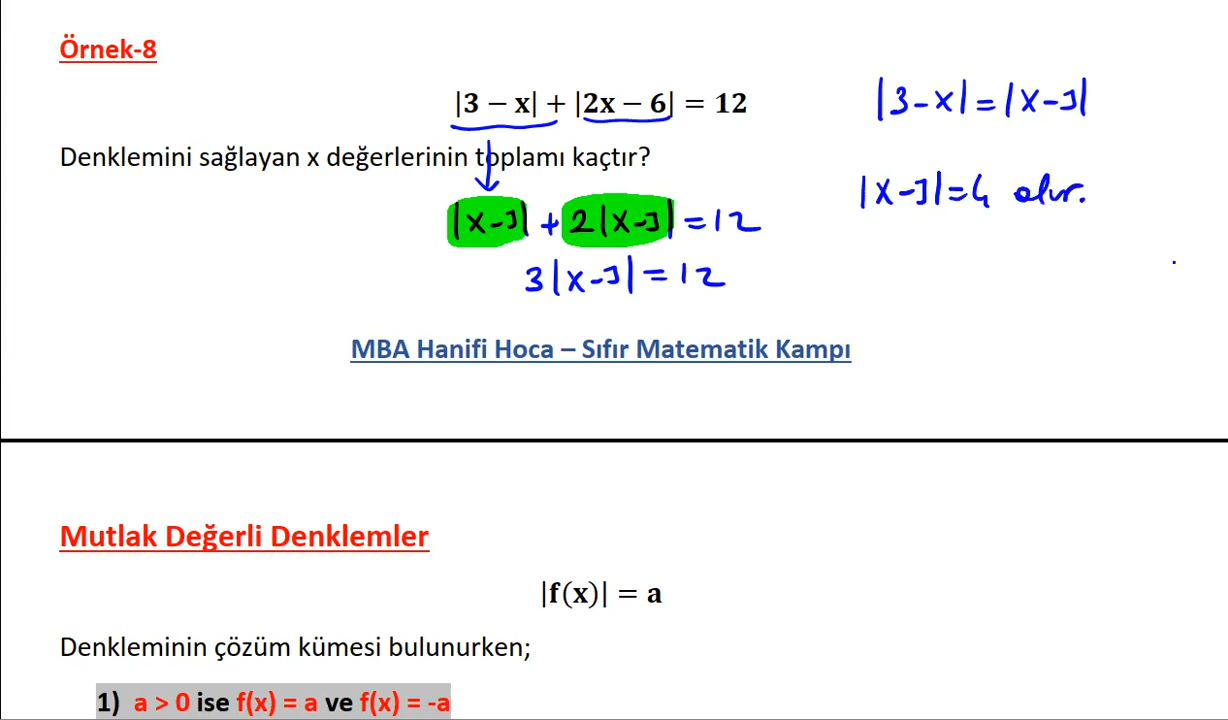 Örnek-8
|3 − x| + |2x − 6| = 12
|3-x|=|x-3|
Denklemini sağlayan x değerlerinin toplamı kaçtır?
|x-3|=4 olur.
|x-3| + 2|x-3| = 12
3|x-3| = 12
MBA Hanifi Hoca – Sıfır Matematik Kampı
Mutlak Değerli Denklemler
|f(x)| = a
Denkleminin çözüm kümesi bulunurken;
1) a > 0 ise f(x) = a ve f(x) = -a